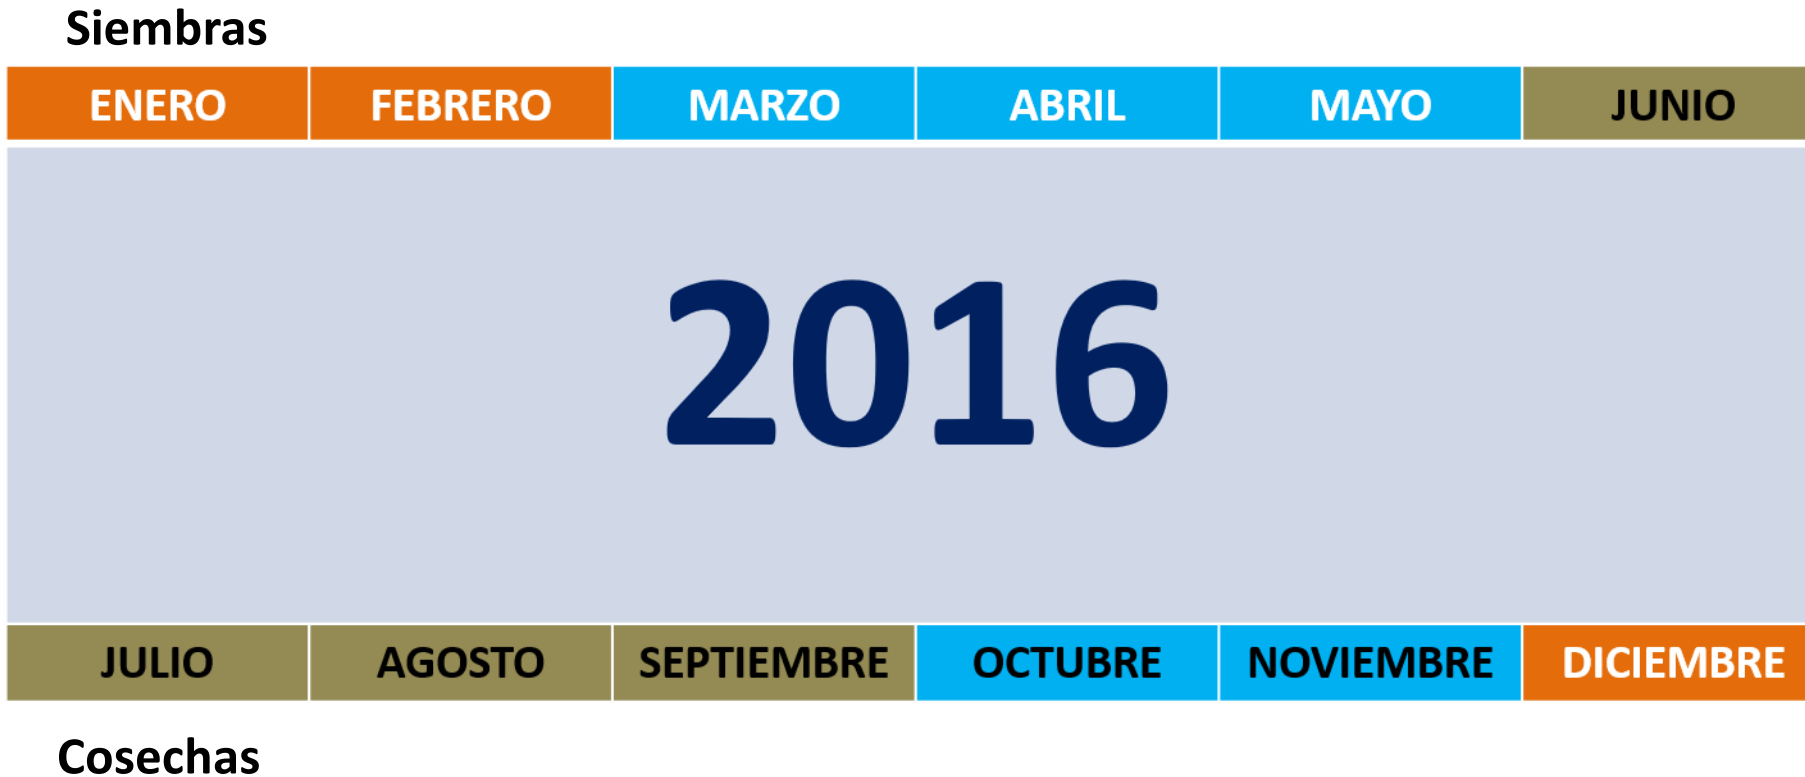 Siembras
ENERO FEBRERO MARZO ABRIL MAYO JUNIO
2016
JULIO AGOSTO SEPTIEMBRE OCTUBRE NOVIEMBRE DICIEMBRE
Cosechas